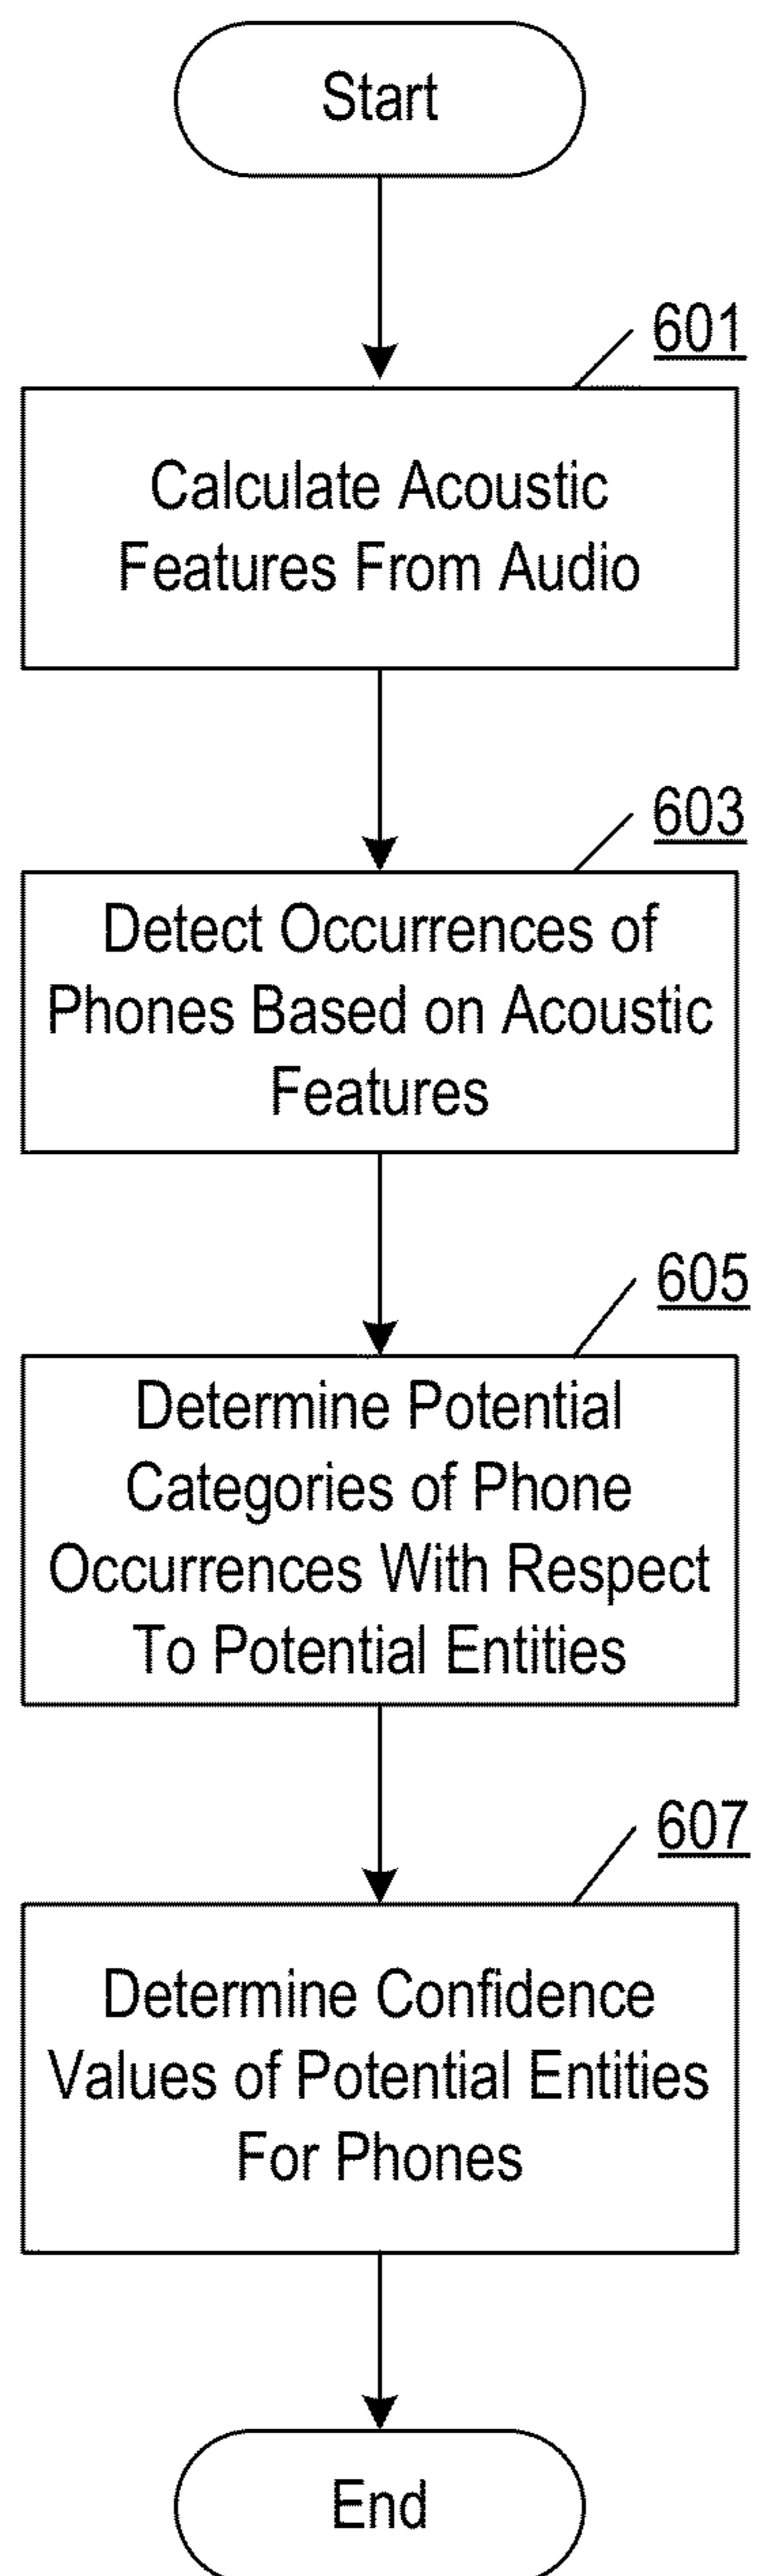 Start
601
Calculate Acoustic
Features From Audio
603
Detect Occurrences of
Phones Based on Acoustic
Features
605
Determine Potential
Categories of Phone
Occurrences With Respect
To Potential Entities
607
Determine Confidence
Values of Potential Entities
For Phones
End